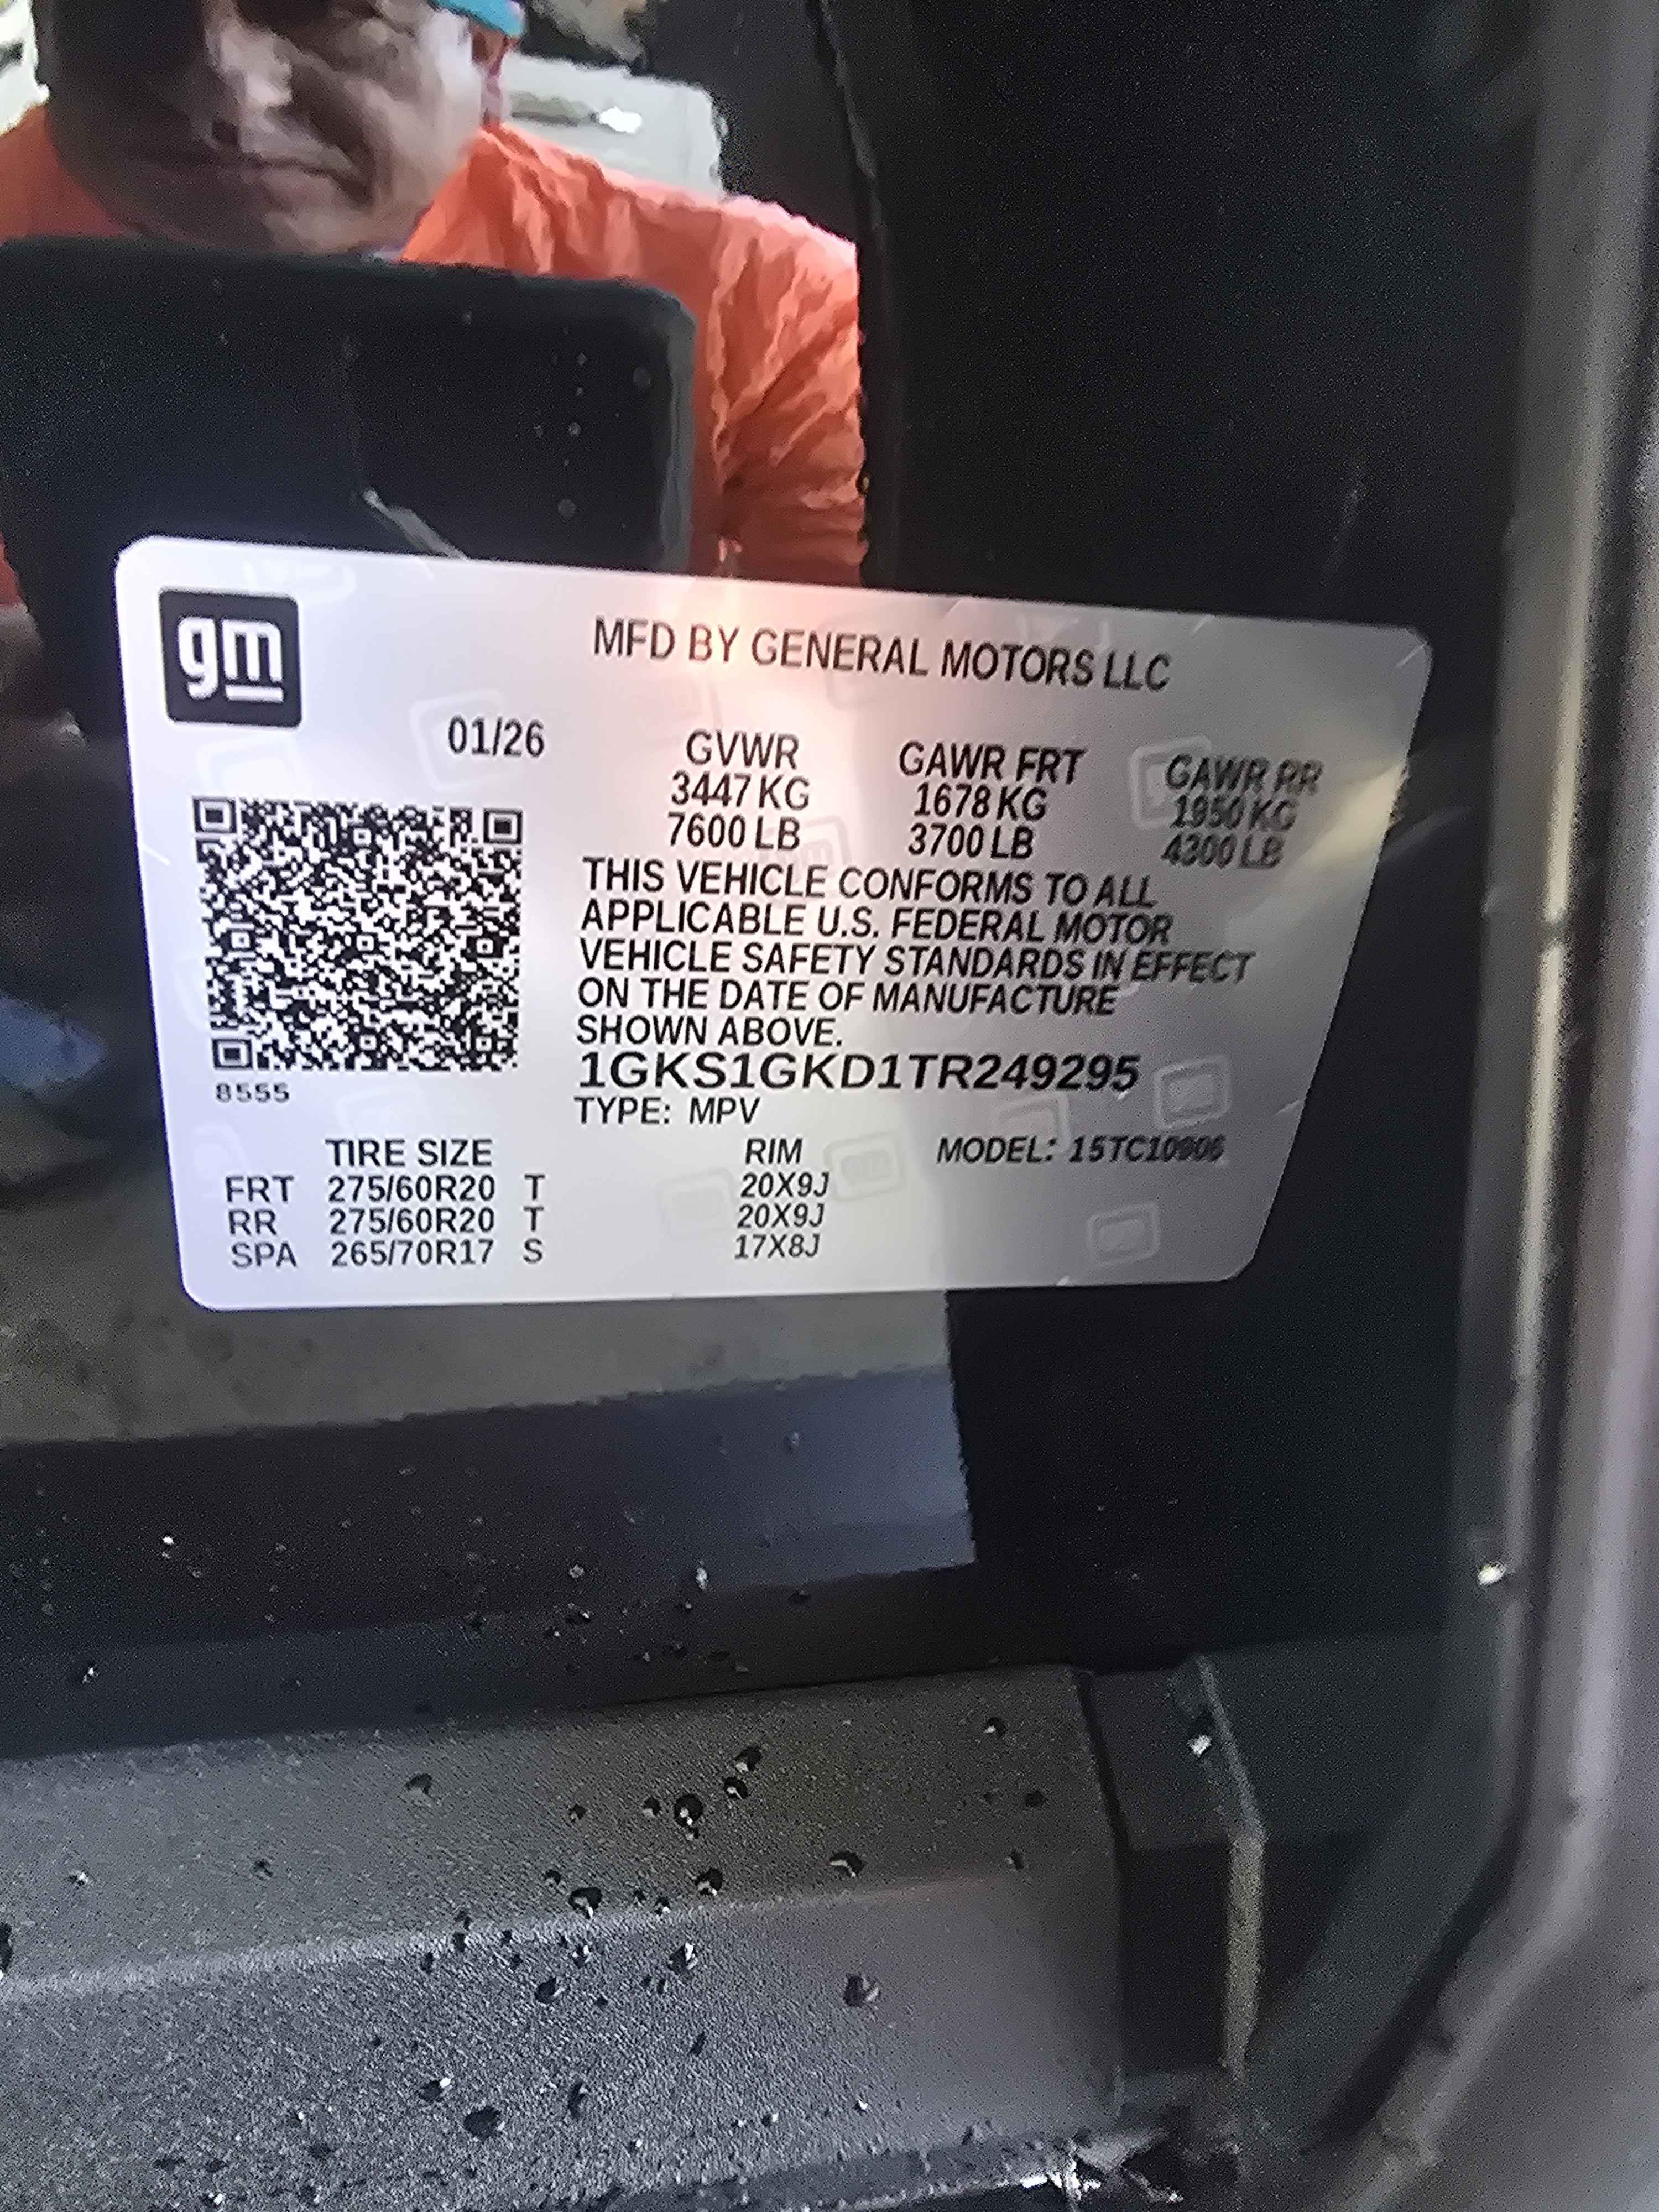 gm
MFD BY GENERAL MOTORS LLC
01/26
GVWR GAWR FRT GAWR RR
3447 KG 1678 KG 1950 KG
7600 LB 3700 LB 4300 LB
THIS VEHICLE CONFORMS TO ALL
APPLICABLE U.S. FEDERAL MOTOR
VEHICLE SAFETY STANDARDS IN EFFECT
ON THE DATE OF MANUFACTURE
SHOWN ABOVE.
1GKS1GKD1TR249295
8555
TYPE: MPV
TIRE SIZE RIM MODEL: 15TC10906
FRT 275/60R20 T 20X9J
RR 275/60R20 T 20X9J
SPA 265/70R17 S 17X8J